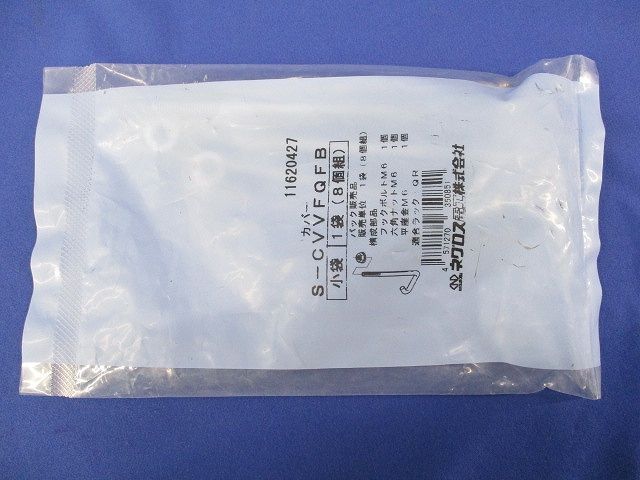 11620427
カバー
S-CVVFQFB
小袋 1袋(8個組)
パック販売品
販売単位 1袋(8個組)
構成部品
フックボルトM6 1個
六角ナットM6 1個
平座金M6 1個
適合ラック QR
4 571270 350851
ネグロス電工株式会社